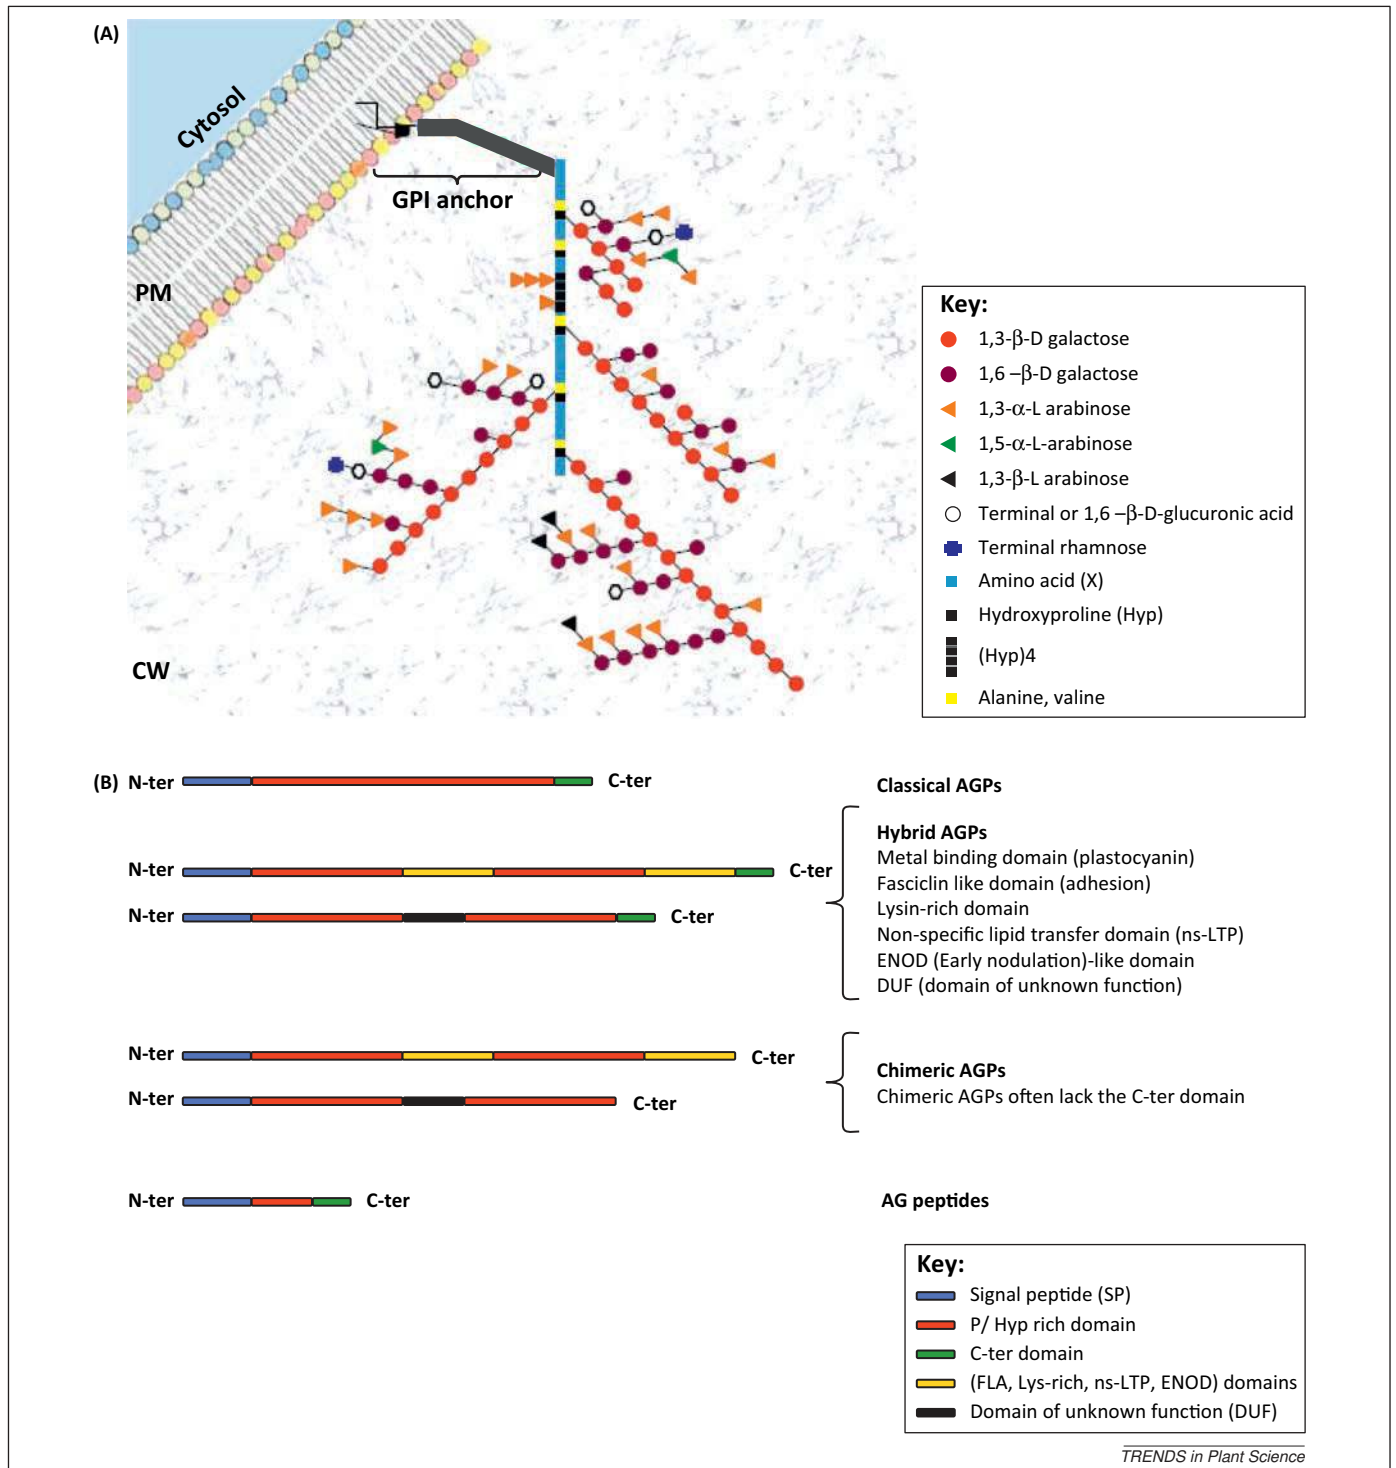 (A)
Cytosol
GPI anchor
PM
CW
Key:
1,3-β-D galactose
1,6 –β-D galactose
1,3-α-L arabinose
1,5-α-L-arabinose
1,3-β-L arabinose
Terminal or 1,6 –β-D-glucuronic acid
Terminal rhamnose
Amino acid (X)
Hydroxyproline (Hyp)
(Hyp)4
Alanine, valine
(B) N-ter C-ter Classical AGPs
Hybrid AGPs
Metal binding domain (plastocyanin)
N-ter C-ter
Fasciclin like domain (adhesion)
Lysin-rich domain
N-ter C-ter
Non-specific lipid transfer domain (ns-LTP)
ENOD (Early nodulation)-like domain
DUF (domain of unknown function)
N-ter C-ter
Chimeric AGPs
Chimeric AGPs often lack the C-ter domain
N-ter C-ter
N-ter C-ter AG peptides
Key:
Signal peptide (SP)
P/ Hyp rich domain
C-ter domain
(FLA, Lys-rich, ns-LTP, ENOD) domains
Domain of unknown function (DUF)
TRENDS in Plant Science